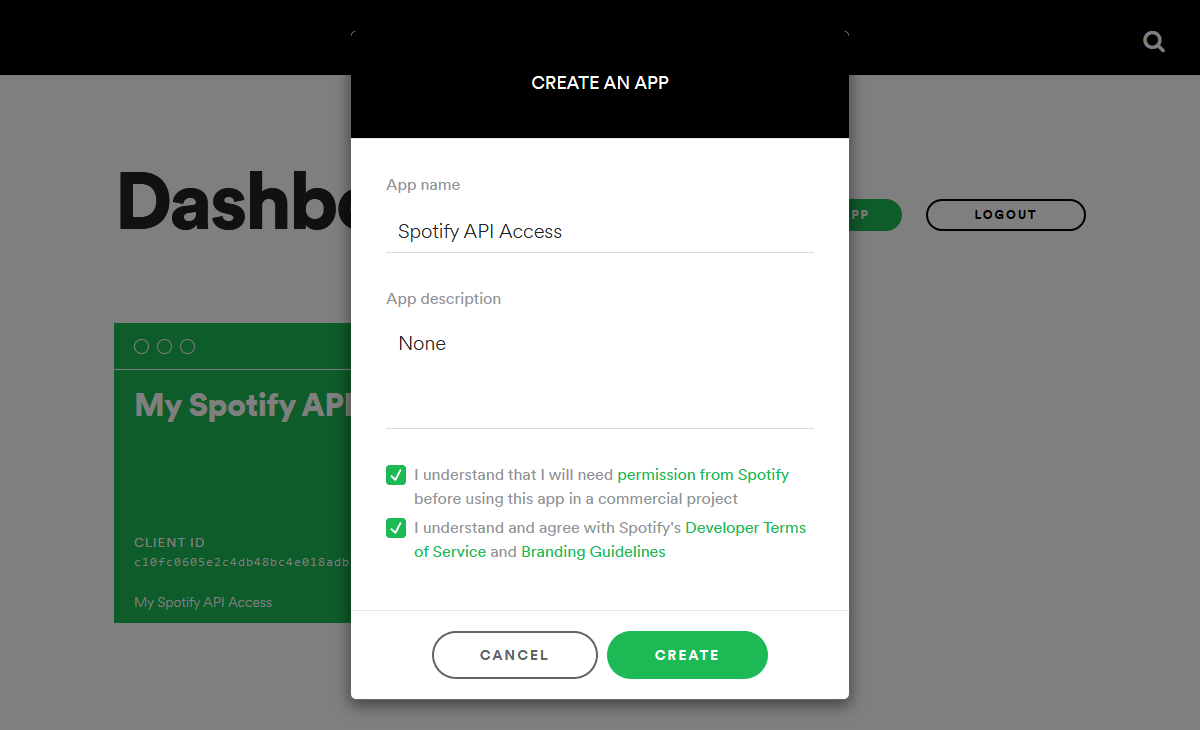 CREATE AN APP
App name
Dashbo
Spotify API Access
PP
LOGOUT
App description
None
My Spotify API
I understand that I will need permission from Spotify
before using this app in a commercial project
I understand and agree with Spotify's Developer Terms
of Service and Branding Guidelines
CLIENT ID
c10fc0605e2c4db48bc4e018adb
My Spotify API Access
CANCEL
CREATE